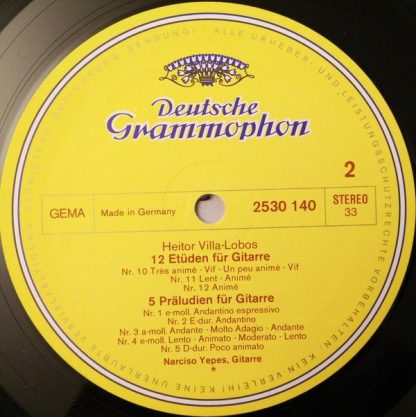 ALLE URHEBER- UND LEISTUNGSSCHUTZRECHTE VORBEHALTEN · KEIN VERLEIH! KEINE UNERLAUBTE VERVIELFÄLTIGUNG, SENDUNG!
Deutsche
Grammophon
2
GEMA
Made in Germany
2530 140
STEREO
33
Heitor Villa-Lobos
12 Etüden für Gitarre
Nr. 10 Très animé - Vif - Un peu animé - Vif
Nr. 11 Lent - Animé
Nr. 12 Animé
5 Präludien für Gitarre
Nr. 1 e-moll. Andantino espressivo
Nr. 2 E-dur. Andantino
Nr. 3 a-moll. Andante - Molto Adagio - Andante
Nr. 4 e-moll. Lento - Animato - Moderato - Lento
Nr. 5 D-dur. Poco animato
Narciso Yepes, Gitarre
*